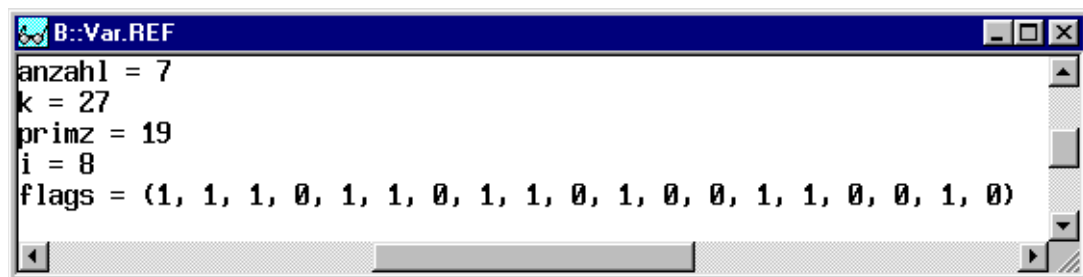 B::Var.REF
anzahl = 7
k = 27
primz = 19
i = 8
flags = (1, 1, 1, 0, 1, 1, 0, 1, 1, 0, 1, 0, 0, 1, 1, 0, 0, 1, 0)